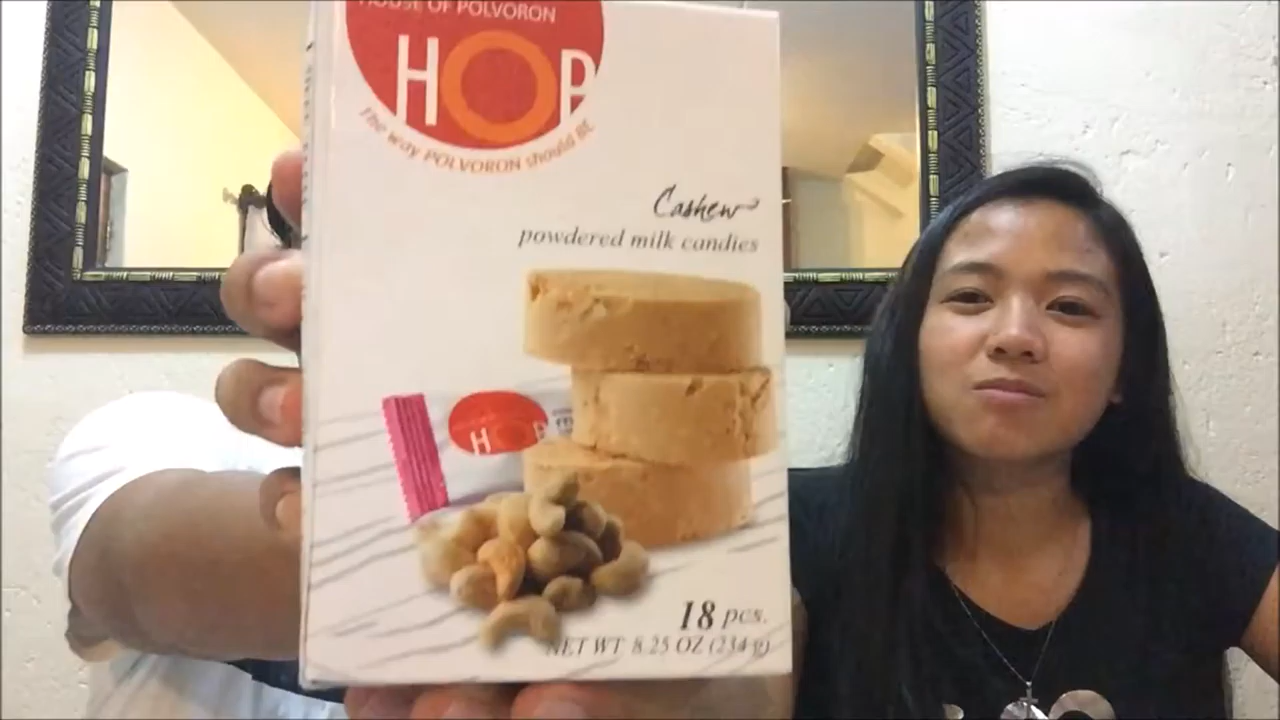 HOUSE OF POLVORON
HOP
The way POLVORON should BE
Cashew
powdered milk candies
HOP
18 pcs.
NET WT 8.25 OZ (234 g)